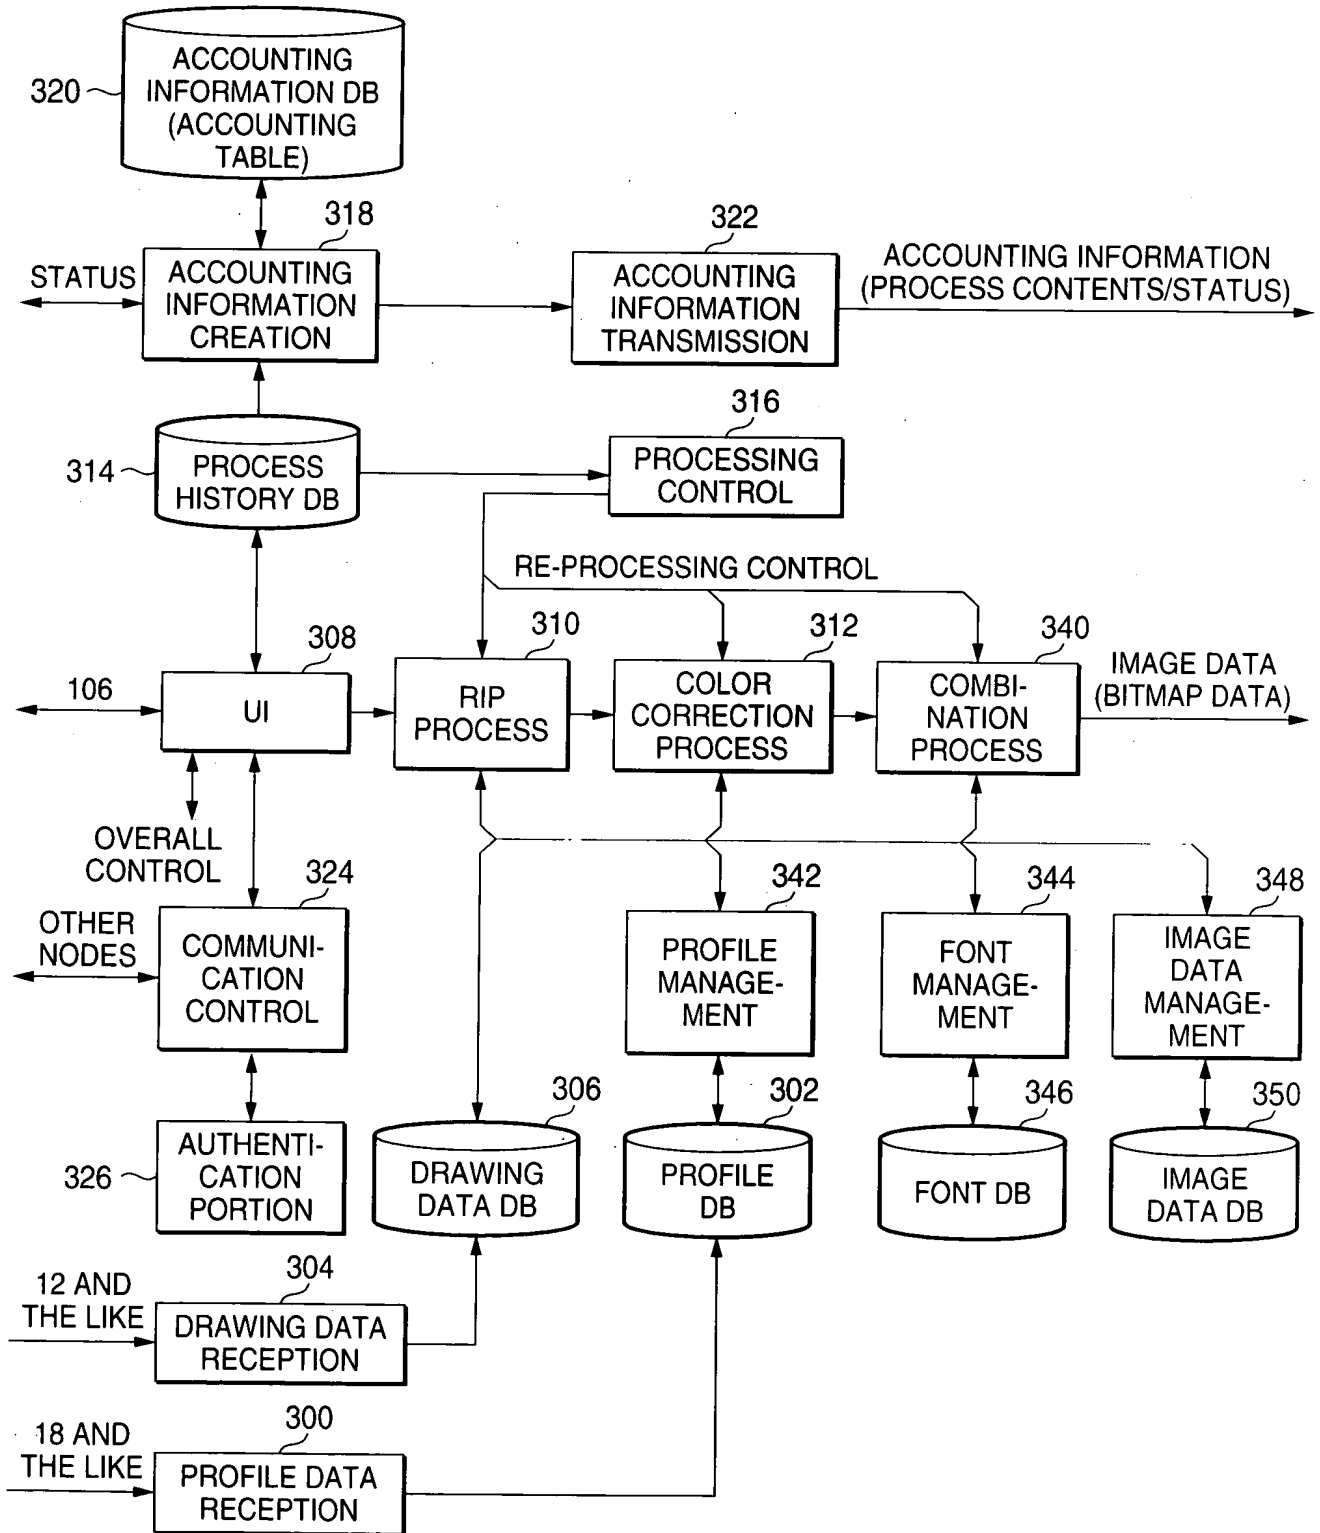 320
ACCOUNTING
INFORMATION DB
(ACCOUNTING
TABLE)
318
STATUS
ACCOUNTING
INFORMATION
CREATION
322
ACCOUNTING
INFORMATION
TRANSMISSION
ACCOUNTING INFORMATION
(PROCESS CONTENTS/STATUS)
314
PROCESS
HISTORY DB
316
PROCESSING
CONTROL
RE-PROCESSING CONTROL
106
308
UI
310
RIP
PROCESS
312
COLOR
CORRECTION
PROCESS
340
COMBI-
NATION
PROCESS
IMAGE DATA
(BITMAP DATA)
OVERALL
CONTROL
OTHER
NODES
324
COMMUNI-
CATION
CONTROL
342
PROFILE
MANAGE-
MENT
344
FONT
MANAGE-
MENT
348
IMAGE
DATA
MANAGE-
MENT
326
AUTHENTI-
CATION
PORTION
306
DRAWING
DATA DB
302
PROFILE
DB
346
FONT DB
350
IMAGE
DATA DB
12 AND
THE LIKE
304
DRAWING DATA
RECEPTION
18 AND
THE LIKE
300
PROFILE DATA
RECEPTION